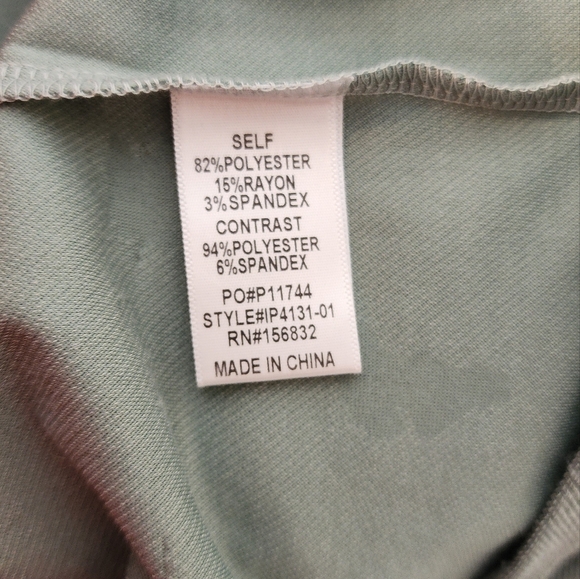 SELF
82%POLYESTER
15%RAYON
3%SPANDEX
CONTRAST
94%POLYESTER
6%SPANDEX
PO#P11744
STYLE#IP4131-01
RN#156832
MADE IN CHINA